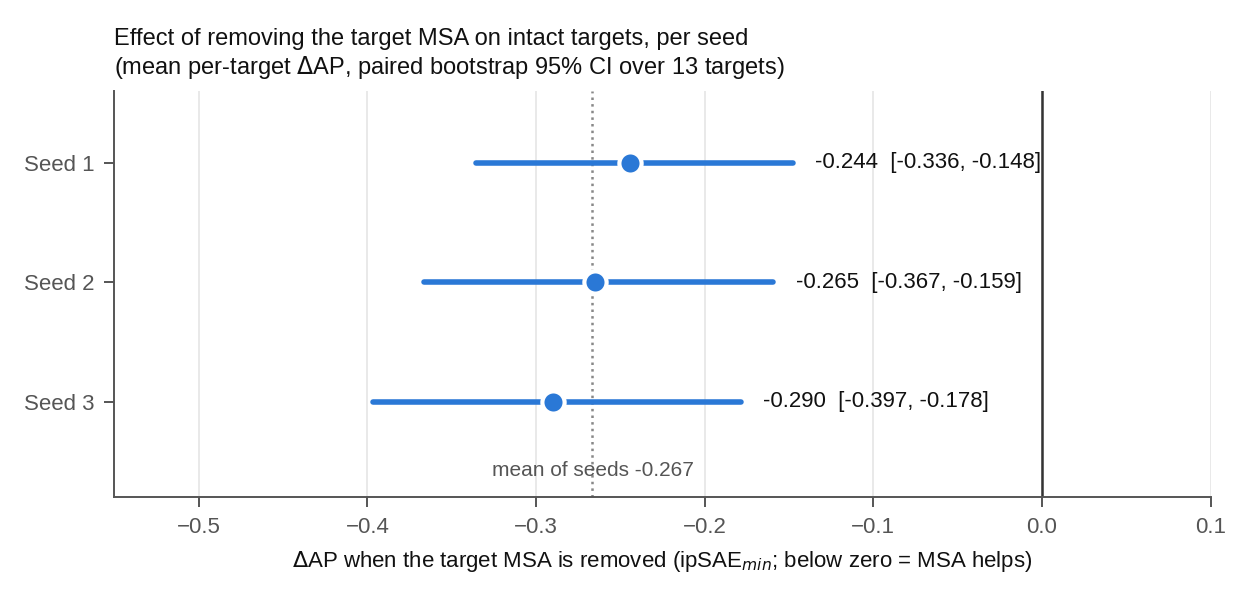 Effect of removing the target MSA on intact targets, per seed
(mean per-target ΔAP, paired bootstrap 95% CI over 13 targets)
Seed 1
-0.244 [-0.336, -0.148]
Seed 2
-0.265 [-0.367, -0.159]
Seed 3
-0.290 [-0.397, -0.178]
mean of seeds -0.267
−0.5 −0.4 −0.3 −0.2 −0.1 0.0 0.1
ΔAP when the target MSA is removed (ipSAEmin; below zero = MSA helps)